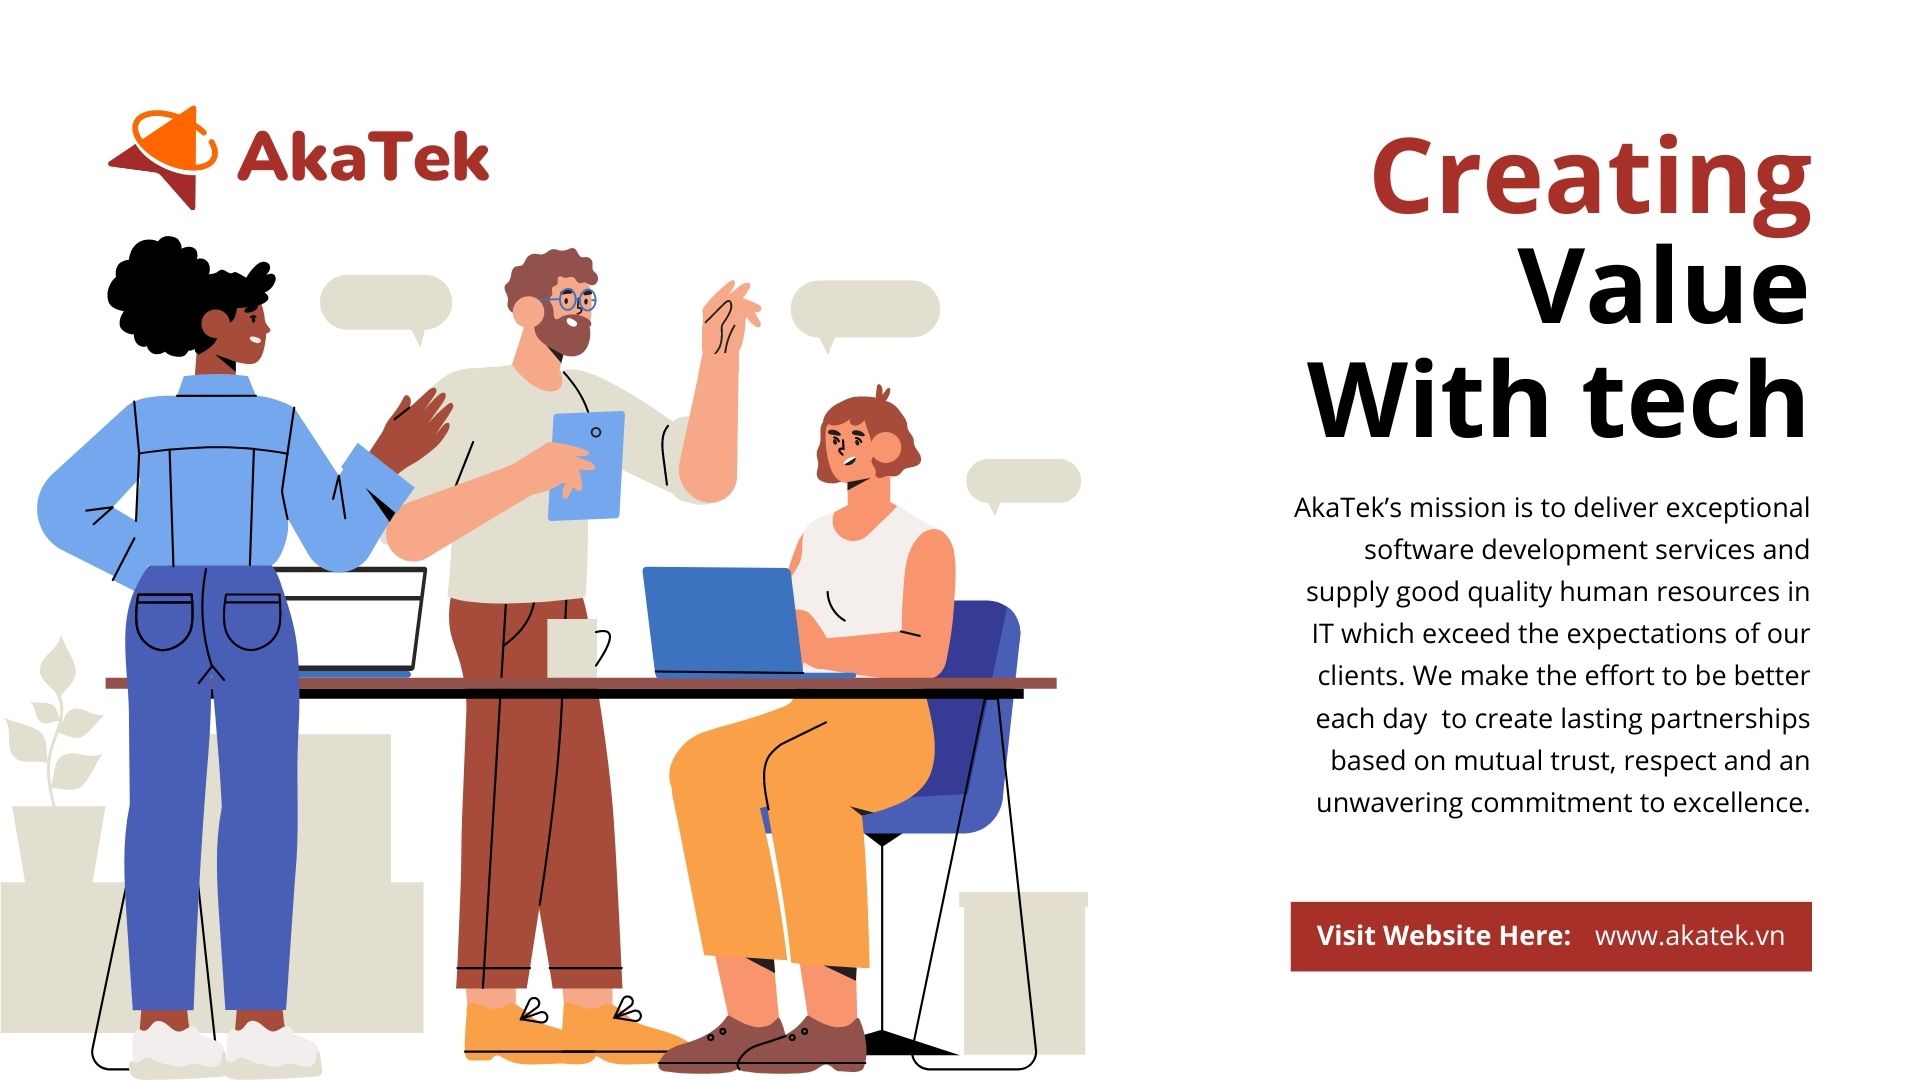 AkaTek
Creating
Value
With tech
AkaTek’s mission is to deliver exceptional
software development services and
supply good quality human resources in
IT which exceed the expectations of our
clients. We make the effort to be better
each day  to create lasting partnerships
based on mutual trust, respect and an
unwavering commitment to excellence.
Visit Website Here: www.akatek.vn